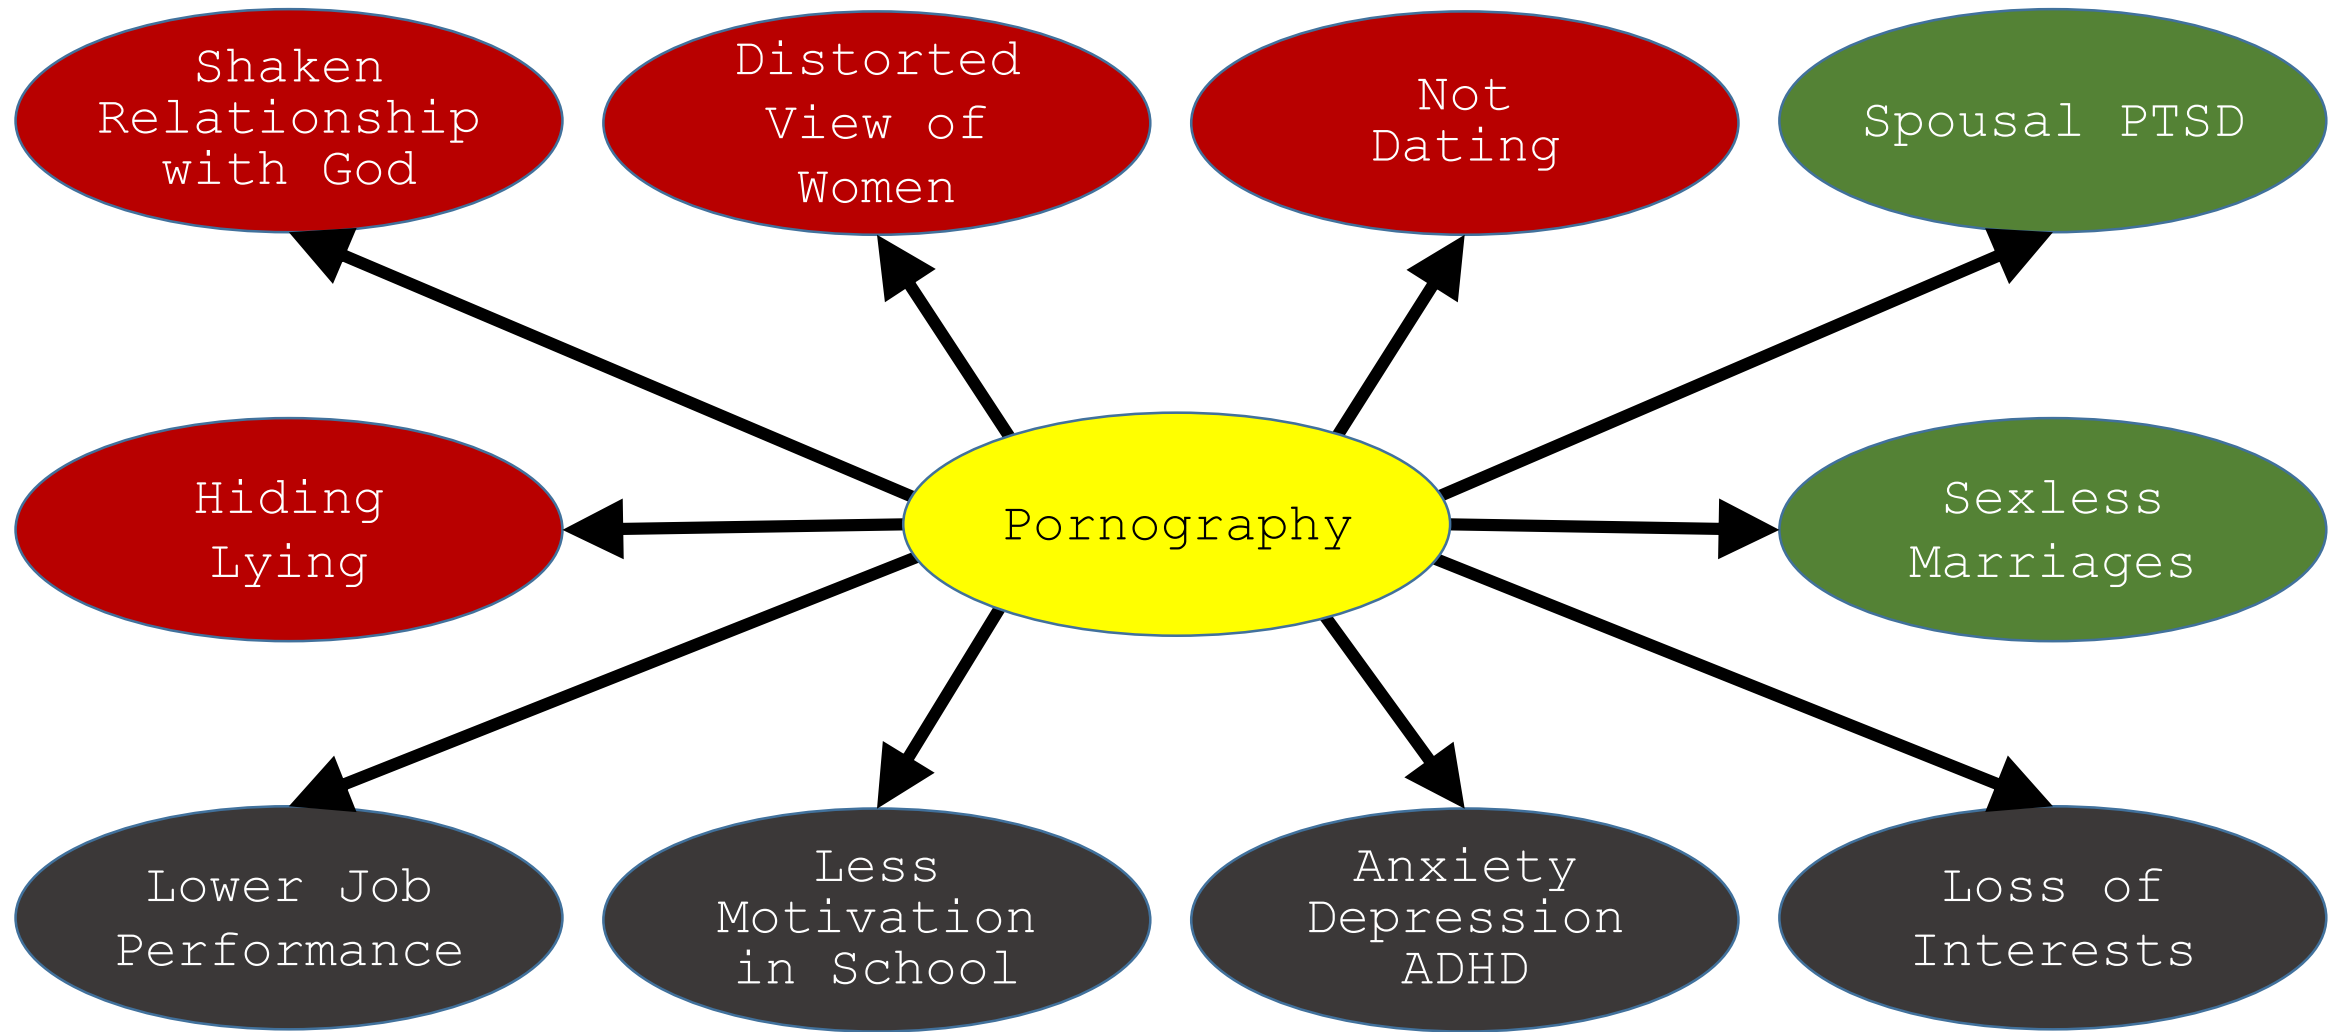 Shaken
Relationship
with God
Distorted
View of
Women
Not
Dating
Spousal PTSD
Hiding
Lying
Pornography
Sexless
Marriages
Lower Job
Performance
Less
Motivation
in School
Anxiety
Depression
ADHD
Loss of
Interests